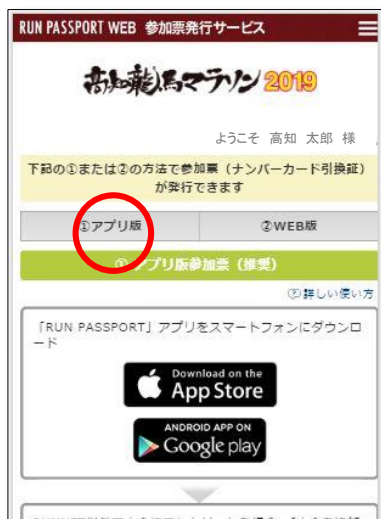 RUN PASSPORT WEB 参加票発行サービス
高知龍馬マラソン2019
ようこそ 高知 太郎 様
下記の①または②の方法で参加票（ナンバーカード引換証）
が発行できます
①アプリ版 ②WEB版
① アプリ版参加票（推奨）
詳しい使い方
「RUN PASSPORT」アプリをスマートフォンにダウンロ
ード
Download on the
App Store
ANDROID APP ON
Google play